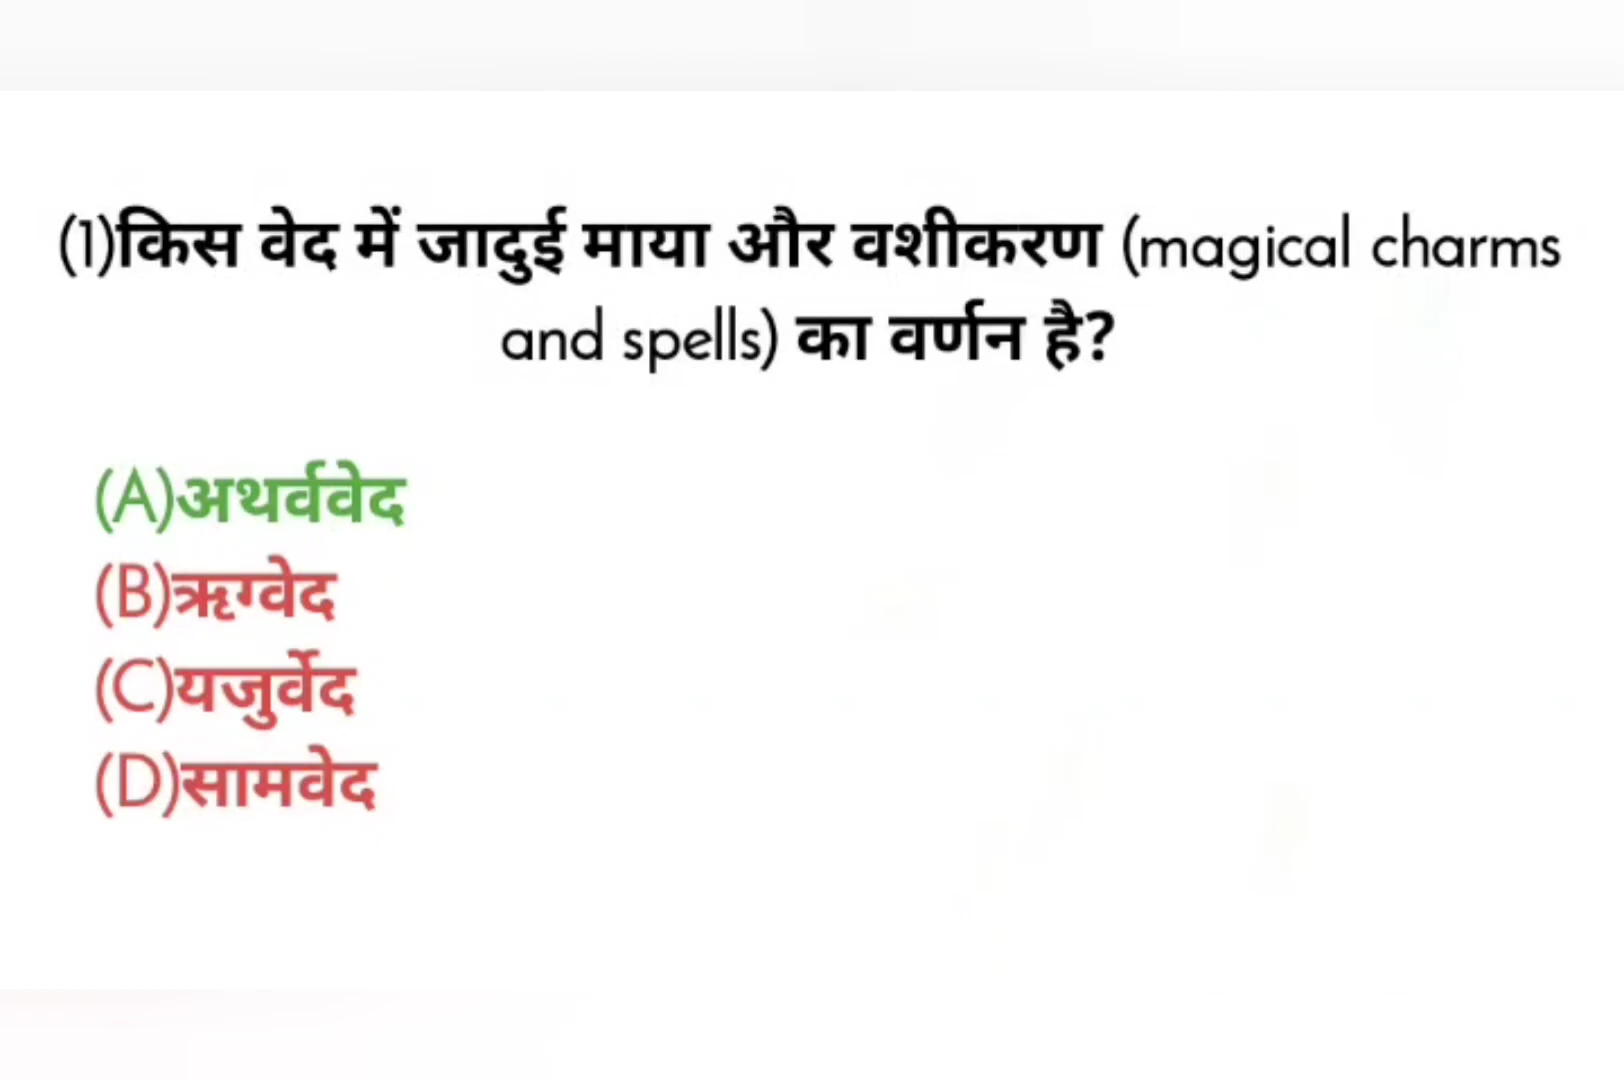 (1)किस वेद में जादुई माया और वशीकरण (magical charms
and spells) का वर्णन है?
(A)अथर्ववेद
(B)ऋग्वेद
(C)यजुर्वेद
(D)सामवेद